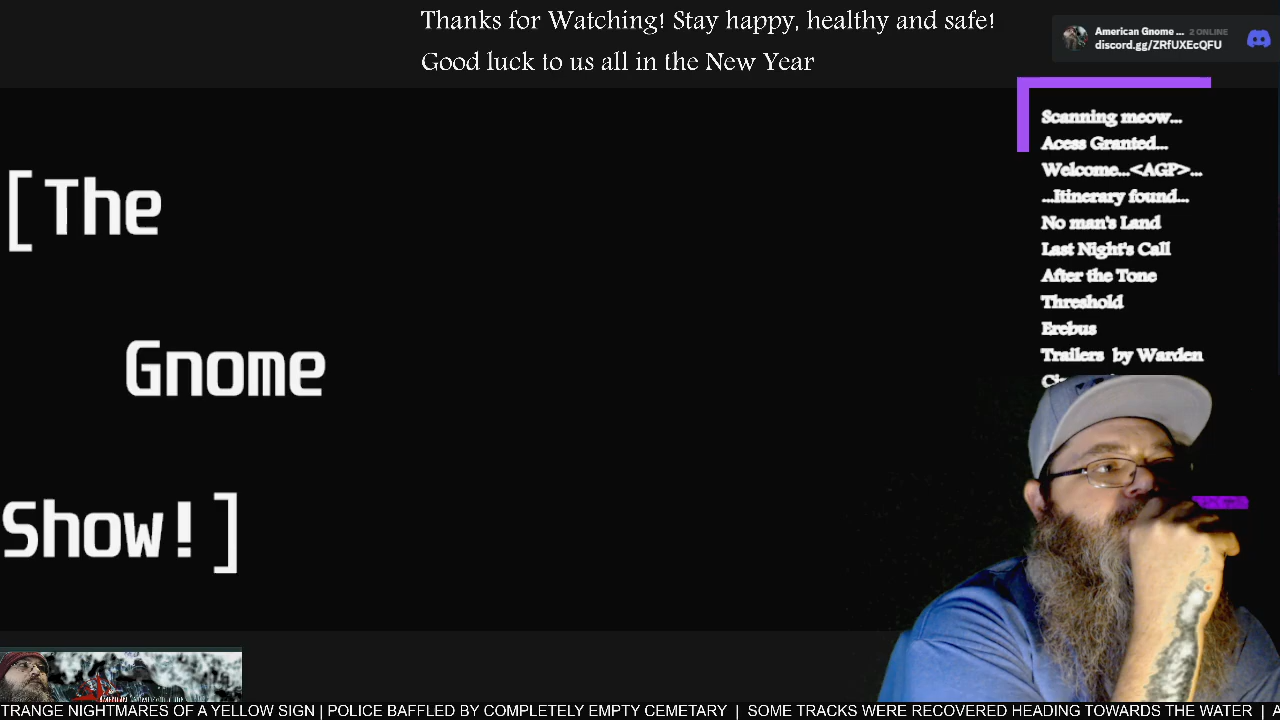 Thanks for Watching! Stay happy, healthy and safe!
Good luck to us all in the New Year
American Gnome ... 2 ONLINE
discord.gg/ZRfUXEcQFU
Scanning meow...
Acess Granted...
Welcome...<AGP>...
...Itinerary found...
No man's Land
Last Night's Call
After the Tone
Threshold
Erebus
Trailers by Warden
[The
Gnome
Show!]
TRANGE NIGHTMARES OF A YELLOW SIGN | POLICE BAFFLED BY COMPLETELY EMPTY CEMETARY | SOME TRACKS WERE RECOVERED HEADING TOWARDS THE WATER | A